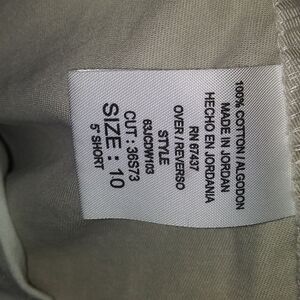 100% COTTON / ALGODON
MADE IN JORDAN
HECHO EN JORDANIA
RN 67437
OVER / REVERSO
STYLE
63JCDW103
CUT : 36S73
SIZE : 10
5" SHORT